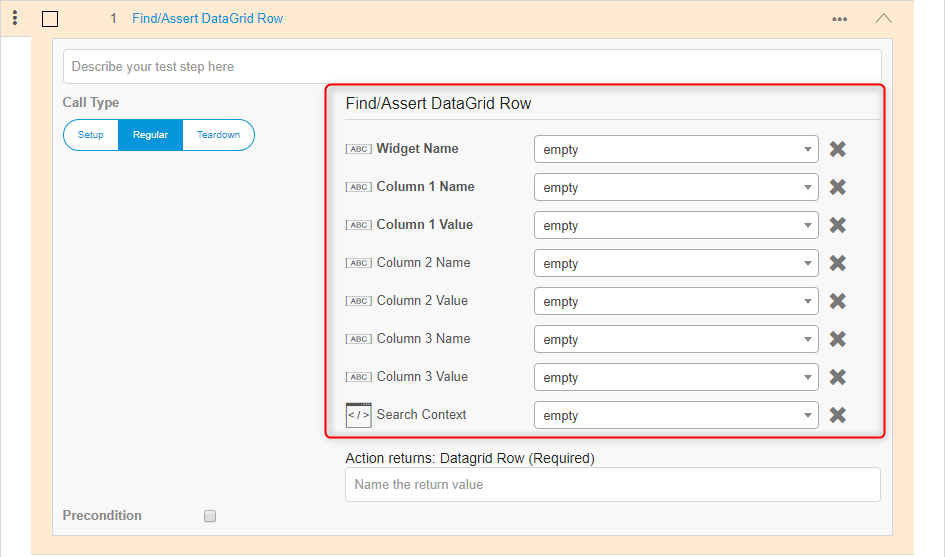 1 Find/Assert DataGrid Row
Describe your test step here
Call Type
Setup Regular Teardown
Find/Assert DataGrid Row
ABC Widget Name empty
ABC Column 1 Name empty
ABC Column 1 Value empty
ABC Column 2 Name empty
ABC Column 2 Value empty
ABC Column 3 Name empty
ABC Column 3 Value empty
</> Search Context empty
Action returns: Datagrid Row (Required)
Name the return value
Precondition